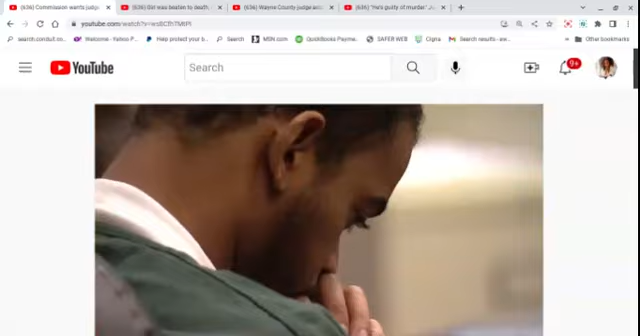 (636) Commission wants judg
(636) Girl was beaten to death
(636) Wayne County judge acc
(636) "He's guilty of murder"
youtube.com/watch?v=
search.conduit.co... Welcome - Yahoo F... Help protect your b... Search MSN.com QuickBooks Payme... SAFER WEB Cigna Search results - aw... Other bookmarks
YouTube
Search
9+